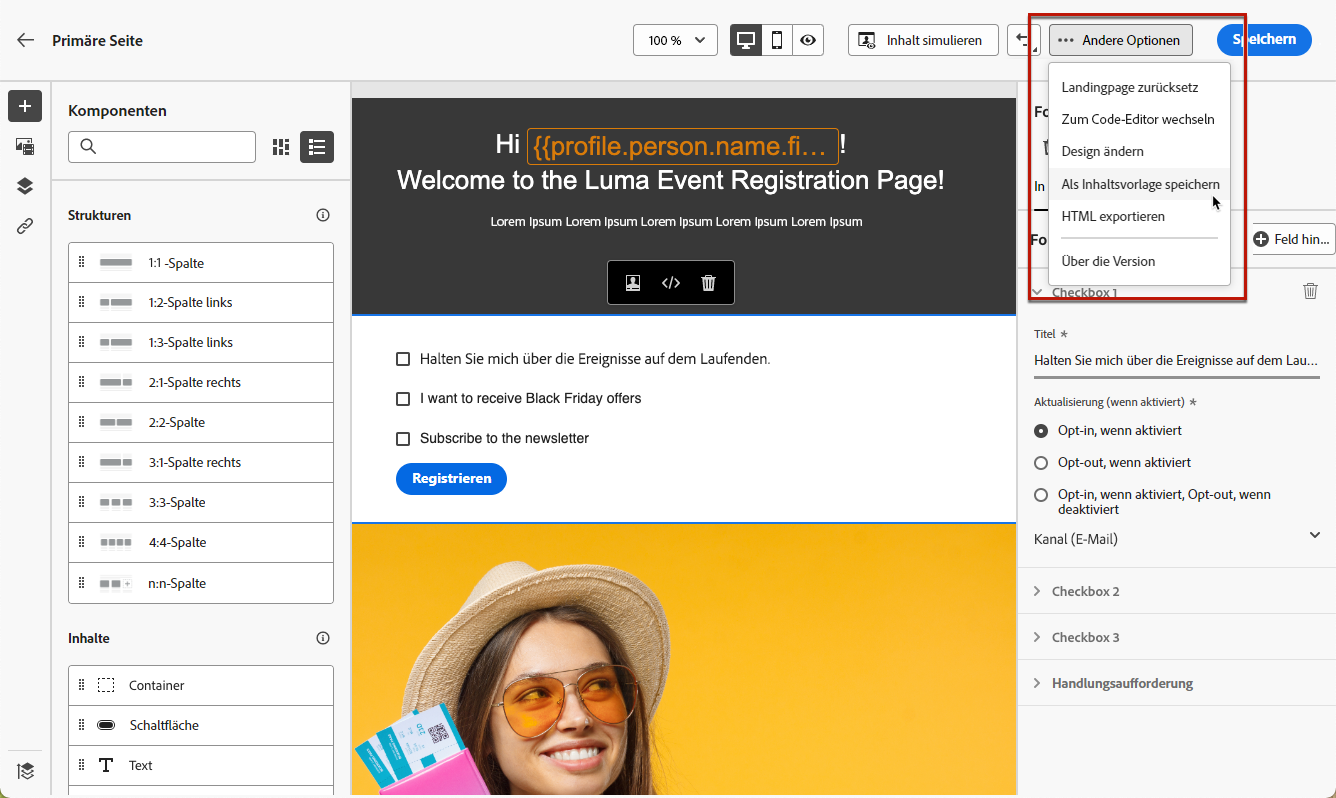 Primäre Seite
100 %
Inhalt simulieren
Andere Optionen
Speichern
Komponenten
Strukturen
1:1 -Spalte
1:2-Spalte links
1:3-Spalte links
2:1-Spalte rechts
2:2-Spalte
3:1-Spalte rechts
3:3-Spalte
4:4-Spalte
n:n-Spalte
Inhalte
Container
Schaltfläche
Text
Hi {{profile.person.name.fi... !
Welcome to the Luma Event Registration Page!
Lorem Ipsum Lorem Ipsum Lorem Ipsum Lorem Ipsum Lorem Ipsum
Halten Sie mich über die Ereignisse auf dem Laufenden.
I want to receive Black Friday offers
Subscribe to the newsletter
Registrieren
Landingpage zurücksetz
Zum Code-Editor wechseln
Design ändern
Als Inhaltsvorlage speichern
HTML exportieren
Über die Version
Fo
In
Fo
Feld hin...
Checkbox 1
Titel *
Halten Sie mich über die Ereignisse auf dem Lau...
Aktualisierung (wenn aktiviert) *
Opt-in, wenn aktiviert
Opt-out, wenn aktiviert
Opt-in, wenn aktiviert, Opt-out, wenn
deaktiviert
Kanal (E-Mail)
Checkbox 2
Checkbox 3
Handlungsaufforderung